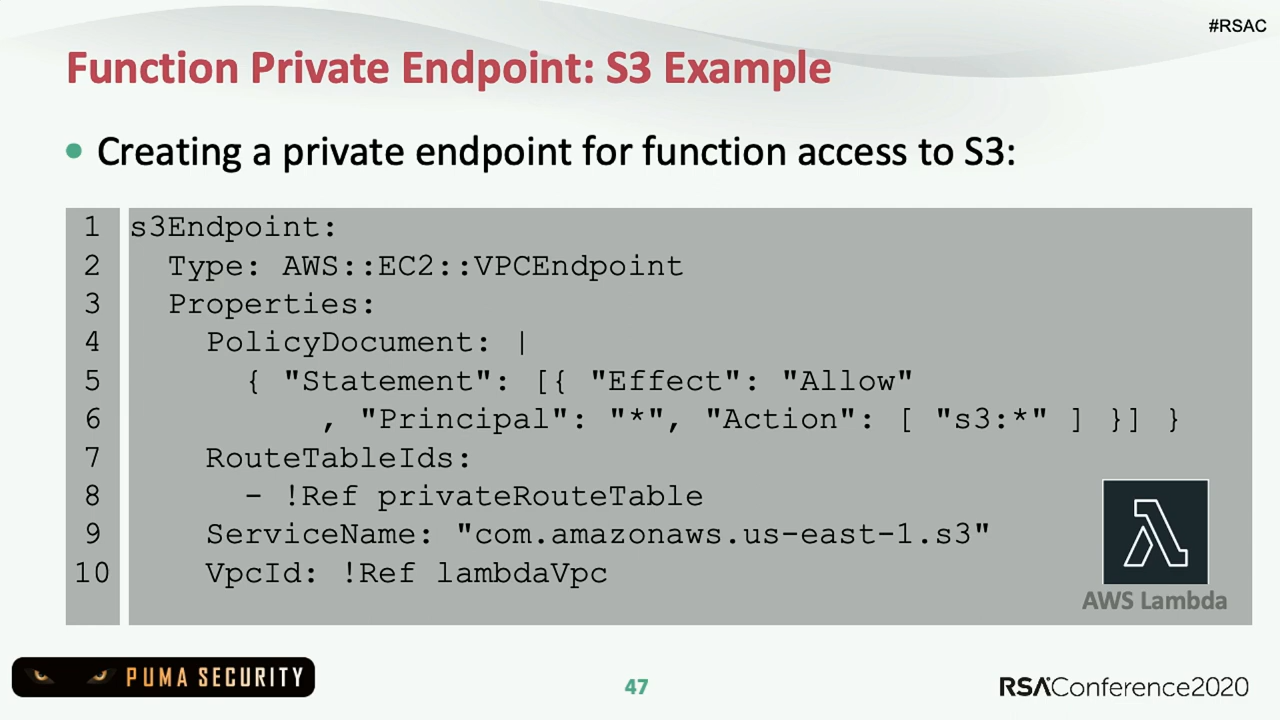 #RSAC
Function Private Endpoint: S3 Example
• Creating a private endpoint for function access to S3:
1 s3Endpoint:
2   Type: AWS::EC2::VPCEndpoint
3   Properties:
4     PolicyDocument: |
5       { "Statement": [{ "Effect": "Allow"
6           , "Principal": "*", "Action": [ "s3:*" ] }] }
7     RouteTableIds:
8       - !Ref privateRouteTable
9     ServiceName: "com.amazonaws.us-east-1.s3"
10     VpcId: !Ref lambdaVpc
AWS Lambda
PUMA SECURITY
47
RSAConference2020